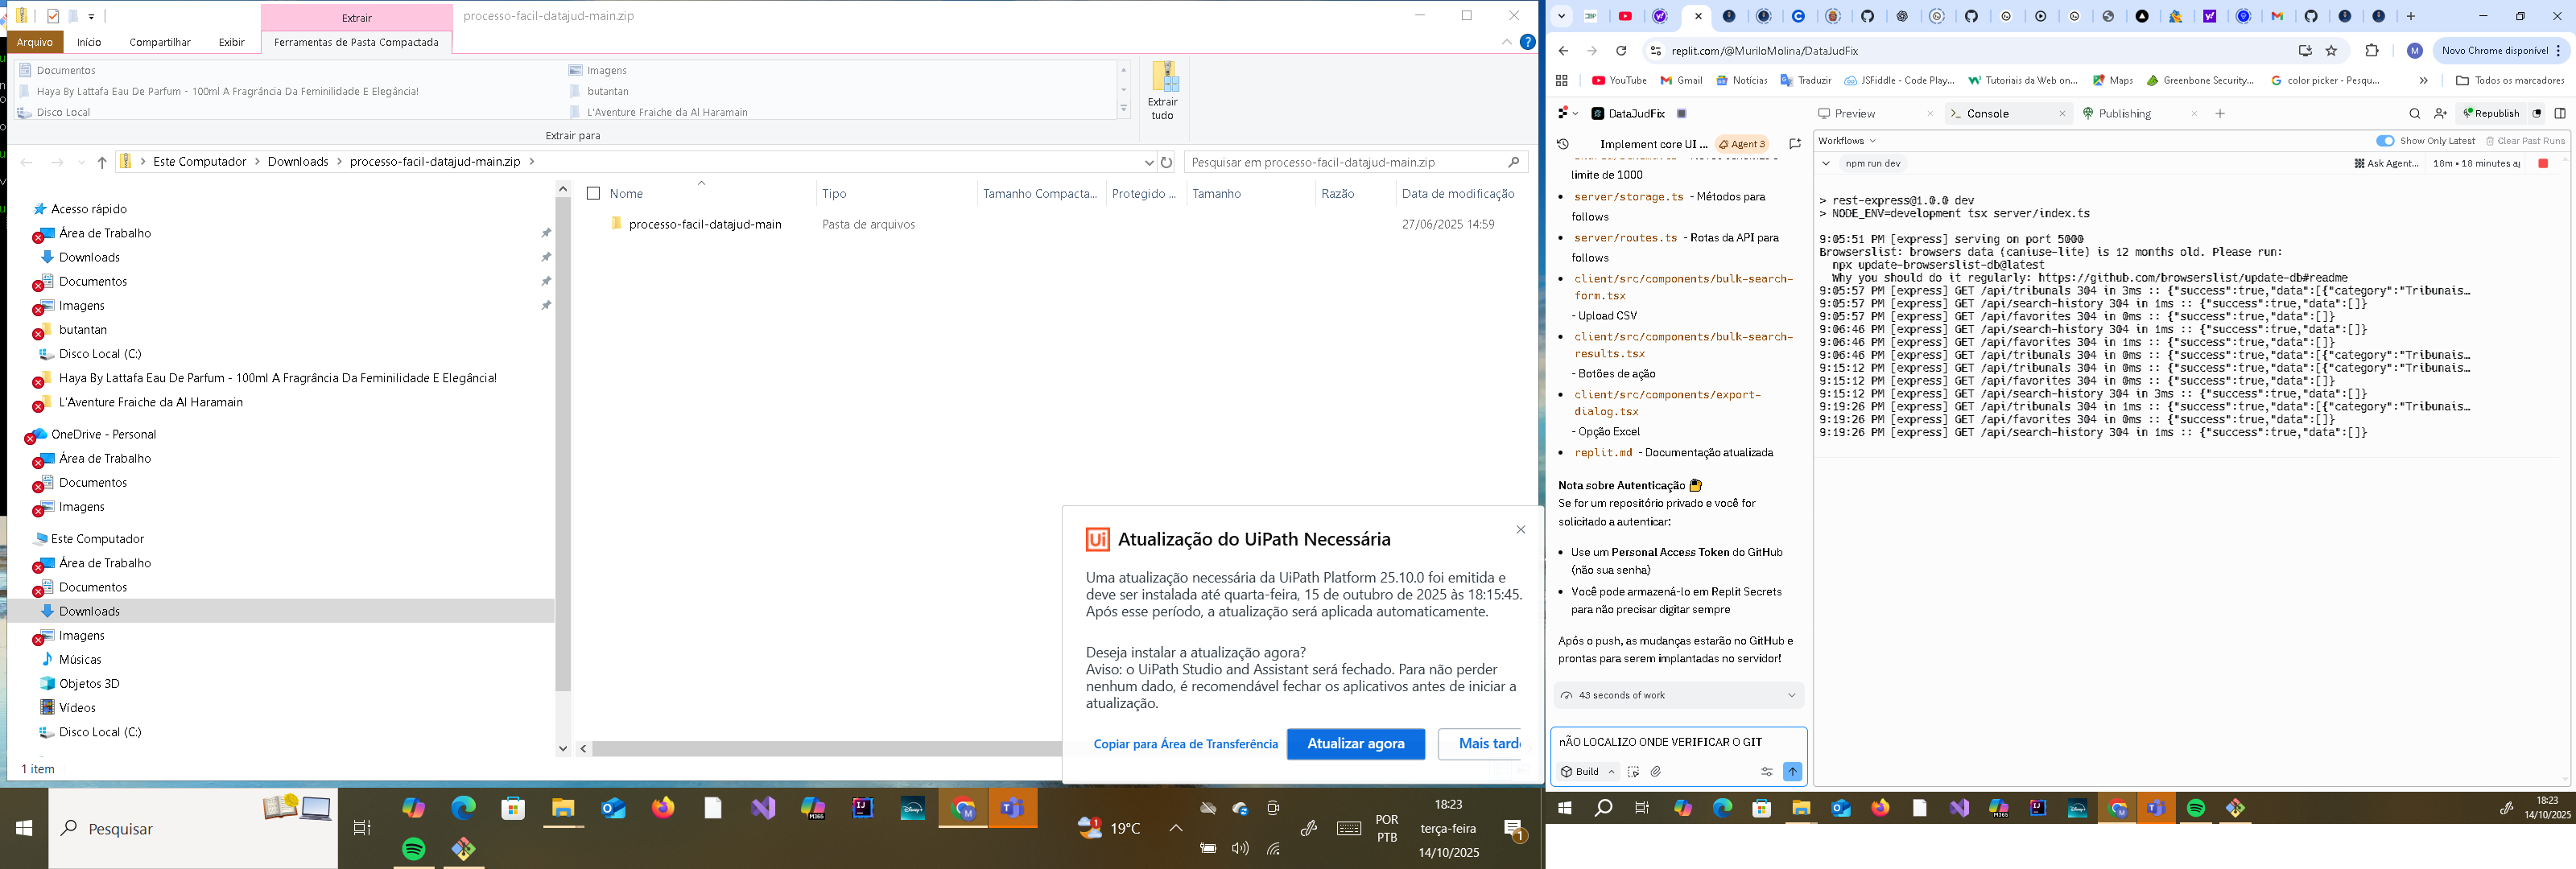 Extrair
processo-facil-datajud-main.zip
Arquivo
Início
Compartilhar
Exibir
Ferramentas de Pasta Compactada
Documentos
Imagens
Haya By Lattafa Eau De Parfum - 100ml A Fragrância Da Feminilidade E Elegância!
butantan
Disco Local
L'Aventure Fraiche da Al Haramain
Extrair tudo
Extrair para
Este Computador > Downloads > processo-facil-datajud-main.zip >
Pesquisar em processo-facil-datajud-main.zip
Nome
Tipo
Tamanho Compacta...
Protegido ...
Tamanho
Razão
Data de modificação
processo-facil-datajud-main
Pasta de arquivos
27/06/2025 14:59
Acesso rápido
Área de Trabalho
Downloads
Documentos
Imagens
butantan
Disco Local (C:)
Haya By Lattafa Eau De Parfum - 100ml A Fragrância Da Feminilidade E Elegância!
L'Aventure Fraiche da Al Haramain
OneDrive - Personal
Área de Trabalho
Documentos
Imagens
Este Computador
Área de Trabalho
Documentos
Downloads
Imagens
Músicas
Objetos 3D
Vídeos
Disco Local (C:)
1 item
Atualização do UiPath Necessária
Uma atualização necessária da UiPath Platform 25.10.0 foi emitida e
deve ser instalada até quarta-feira, 15 de outubro de 2025 às 18:15:45.
Após esse período, a atualização será aplicada automaticamente.
Deseja instalar a atualização agora?
Aviso: o UiPath Studio and Assistant será fechado. Para não perder
nenhum dado, é recomendável fechar os aplicativos antes de iniciar a
atualização.
Copiar para Área de Transferência
Atualizar agora
Mais tard
Pesquisar
19°C
POR
PTB
18:23
terça-feira
14/10/2025
1
replit.com/@MuriloMolina/DataJudFix
Novo Chrome disponível
YouTube
Gmail
Notícias
Traduzir
JSFiddle - Code Play...
Tutoriais da Web on...
Maps
Greenbone Security...
color picker - Pesqu...
Todos os marcadores
DataJudFix
Preview
Console
Publishing
Republish
Implement core UI ...
Agent 3
Workflows
Show Only Latest
Clear Past Runs
npm run dev
Ask Agent...
18m • 18 minutes a
limite de 1000
server/storage.ts - Métodos para
follows
server/routes.ts - Rotas da API para
follows
client/src/components/bulk-search-
form.tsx
- Upload CSV
client/src/components/bulk-search-
results.tsx
- Botões de ação
client/src/components/export-
dialog.tsx
- Opção Excel
replit.md - Documentação atualizada
Nota sobre Autenticação
Se for um repositório privado e você for
solicitado a autenticar:
Use um Personal Access Token do GitHub
(não sua senha)
Você pode armazená-lo em Replit Secrets
para não precisar digitar sempre
Após o push, as mudanças estarão no GitHub e
prontas para serem implantadas no servidor!
43 seconds of work
nÃO LOCALIZO ONDE VERIFICAR O GIT
Build
> rest-express@1.0.0 dev
> NODE_ENV=development tsx server/index.ts
9:05:51 PM [express] serving on port 5000
Browserslist: browsers data (caniuse-lite) is 12 months old. Please run:
npx update-browserslist-db@latest
Why you should do it regularly: https://github.com/browserslist/update-db#readme
9:05:57 PM [express] GET /api/tribunals 304 in 3ms :: {"success":true,"data":[{"category":"Tribunais…
9:05:57 PM [express] GET /api/search-history 304 in 1ms :: {"success":true,"data":[]}
9:05:57 PM [express] GET /api/favorites 304 in 0ms :: {"success":true,"data":[]}
9:06:46 PM [express] GET /api/search-history 304 in 1ms :: {"success":true,"data":[]}
9:06:46 PM [express] GET /api/favorites 304 in 1ms :: {"success":true,"data":[]}
9:06:46 PM [express] GET /api/tribunals 304 in 0ms :: {"success":true,"data":[{"category":"Tribunais…
9:15:12 PM [express] GET /api/tribunals 304 in 0ms :: {"success":true,"data":[{"category":"Tribunais…
9:15:12 PM [express] GET /api/favorites 304 in 0ms :: {"success":true,"data":[]}
9:15:12 PM [express] GET /api/search-history 304 in 3ms :: {"success":true,"data":[]}
9:19:26 PM [express] GET /api/tribunals 304 in 1ms :: {"success":true,"data":[{"category":"Tribunais…
9:19:26 PM [express] GET /api/favorites 304 in 0ms :: {"success":true,"data":[]}
9:19:26 PM [express] GET /api/search-history 304 in 1ms :: {"success":true,"data":[]}
18:23
14/10/2025